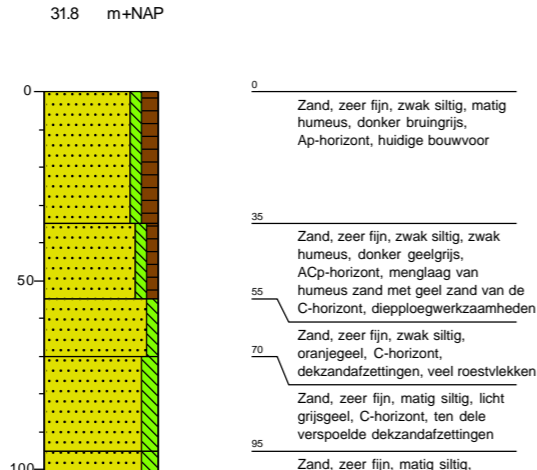 31.8 m+NAP
0
50
100
0
Zand, zeer fijn, zwak siltig, matig
humeus, donker bruingrijs,
Ap-horizont, huidige bouwvoor
35
Zand, zeer fijn, zwak siltig, zwak
humeus, donker geelgrijs,
ACp-horizont, menglaag van
humeus zand met geel zand van de
C-horizont, diepploegwerkzaamheden
55
Zand, zeer fijn, zwak siltig,
oranjegeel, C-horizont,
dekzandafzettingen, veel roestvlekken
70
Zand, zeer fijn, matig siltig, licht
grijsgeel, C-horizont, ten dele
verspoelde dekzandafzettingen
95
Zand, zeer fijn, matig siltig,